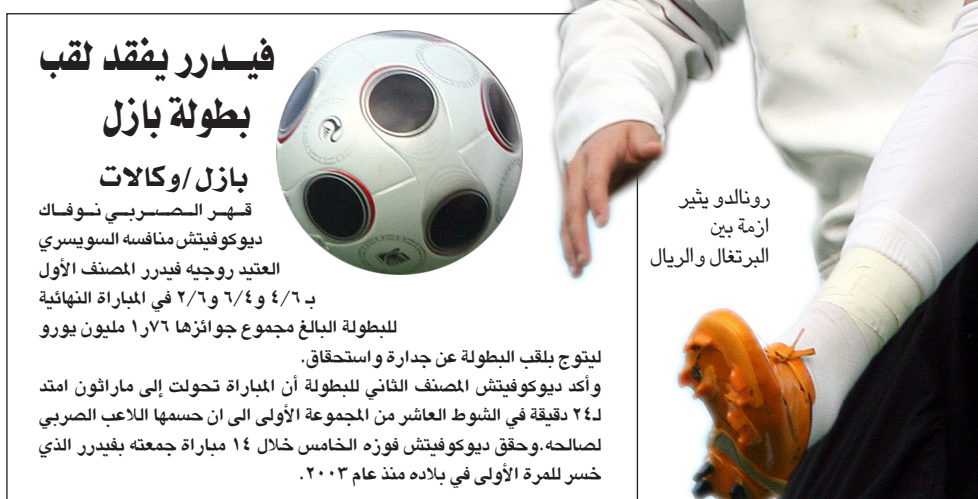 فيــدرر يفقد لقب
بطولة بازل
بازل/وكالات
قــهــر الــصــربــي نــوفــاك
ديوكوفيتش منافسه السويسري
العتيد روجيه فيدرر المصنف الأول
بـ ٤/٦ و٦/٤ و٢/٦ في المباراة النهائية
للبطولة البالغ مجموع جوائزها ٧٦ر١ مليون يورو
ليتوج بلقب البطولة عن جدارة واستحقاق.
وأكد ديوكوفيتش المصنف الثاني للبطولة أن المباراة تحولت إلى ماراثون امتد
لـ٢٤ دقيقة في الشوط العاشر من المجموعة الأولى الى ان حسمها اللاعب الصربي
لصالحه.وحقق ديوكوفيتش فوزه الخامس خلال ١٤ مباراة جمعته بفيدرر الذي
خسر للمرة الأولى في بلاده منذ عام ٢٠٠٣.
رونالدو يثير
ازمة بين
البرتغال والريال